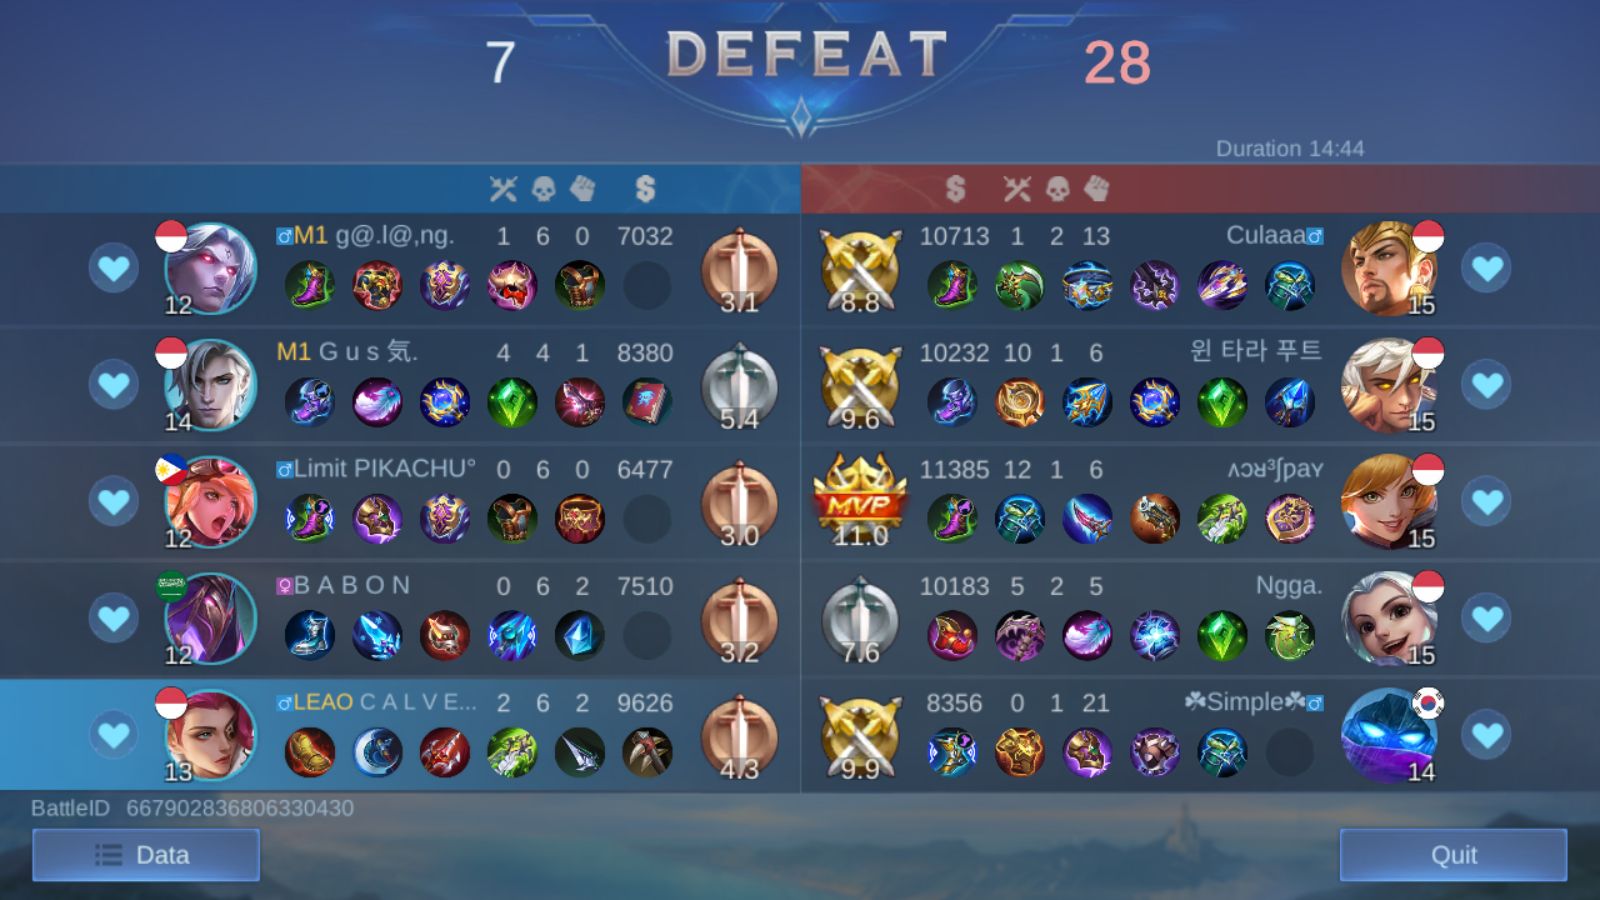 7 DEFEAT 28
Duration 14:44
M1 g@.l@,ng. 1 6 0 7032
12 3.1
10713 1 2 13 Culaaa
8.8 15
M1 G u s 気. 4 4 1 8380
14 5.4
10232 10 1 6 윈 타라 푸트
9.6 15
Limit PIKACHU° 0 6 0 6477
12 3.0
11385 12 1 6 ʌɔʁ³ʃpaʏ
MVP
11.0 15
B A B O N 0 6 2 7510
12 3.2
10183 5 2 5 Ngga.
7.6 15
LEAO C A L V E... 2 6 2 9626
13 4.3
8356 0 1 21 ☘Simple☘
9.9 14
BattleID 667902836806330430
Data
Quit